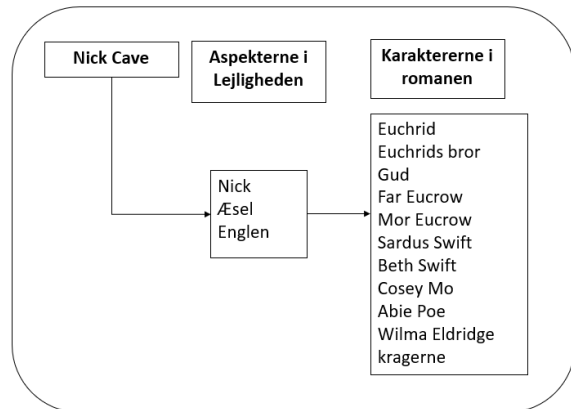 Nick Cave
Aspekterne i
Lejligheden
Karaktererne i
romanen
Nick
Æsel
Englen
Euchrid
Euchrids bror
Gud
Far Eucrow
Mor Eucrow
Sardus Swift
Beth Swift
Cosey Mo
Abie Poe
Wilma Eldridge
kragerne